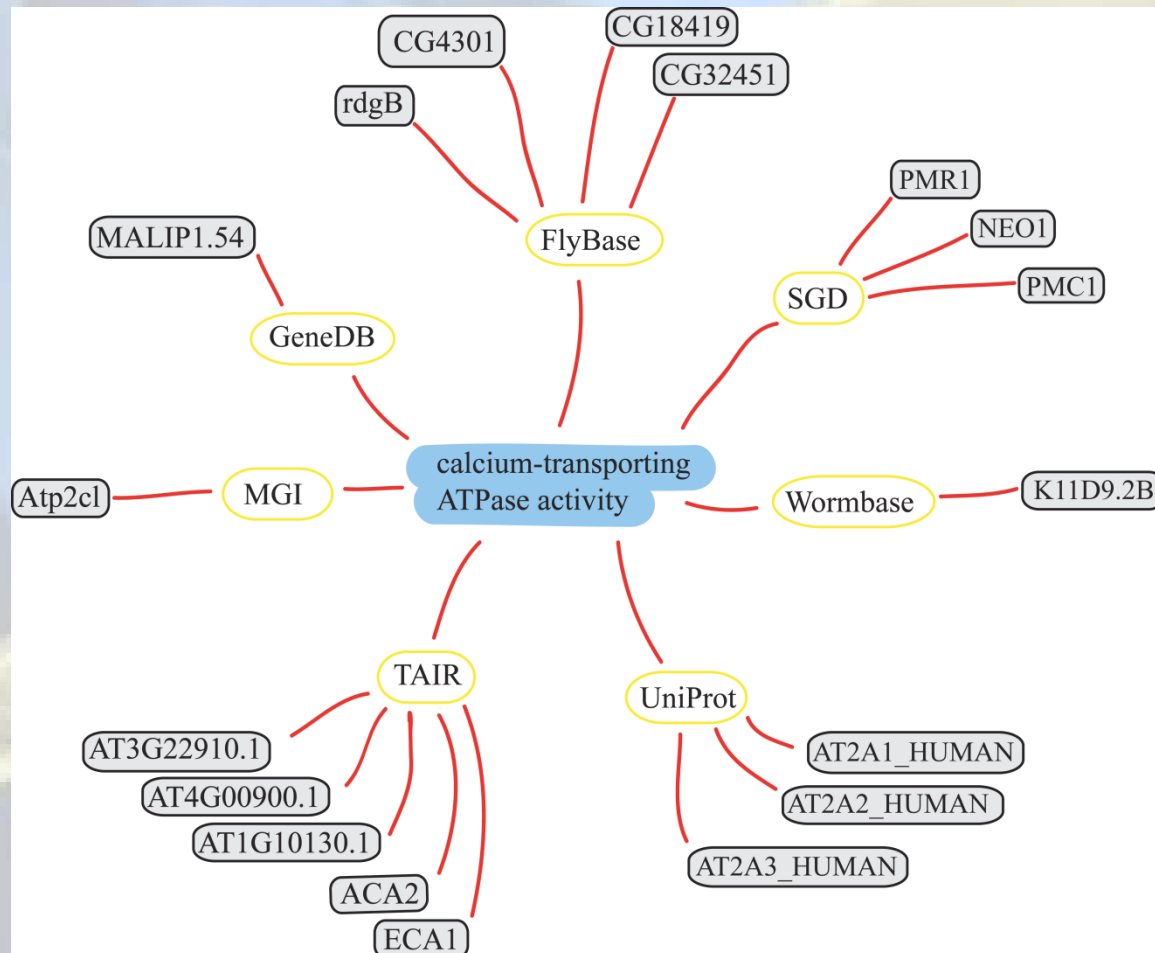 CG4301
CG18419
CG32451
rdgB
PMR1
NEO1
PMC1
MALIP1.54
FlyBase
SGD
GeneDB
calcium-transporting
ATPase activity
Atp2cl
MGI
Wormbase
K11D9.2B
TAIR
UniProt
AT3G22910.1
AT4G00900.1
AT1G10130.1
ACA2
ECA1
AT2A1_HUMAN
AT2A2_HUMAN
AT2A3_HUMAN